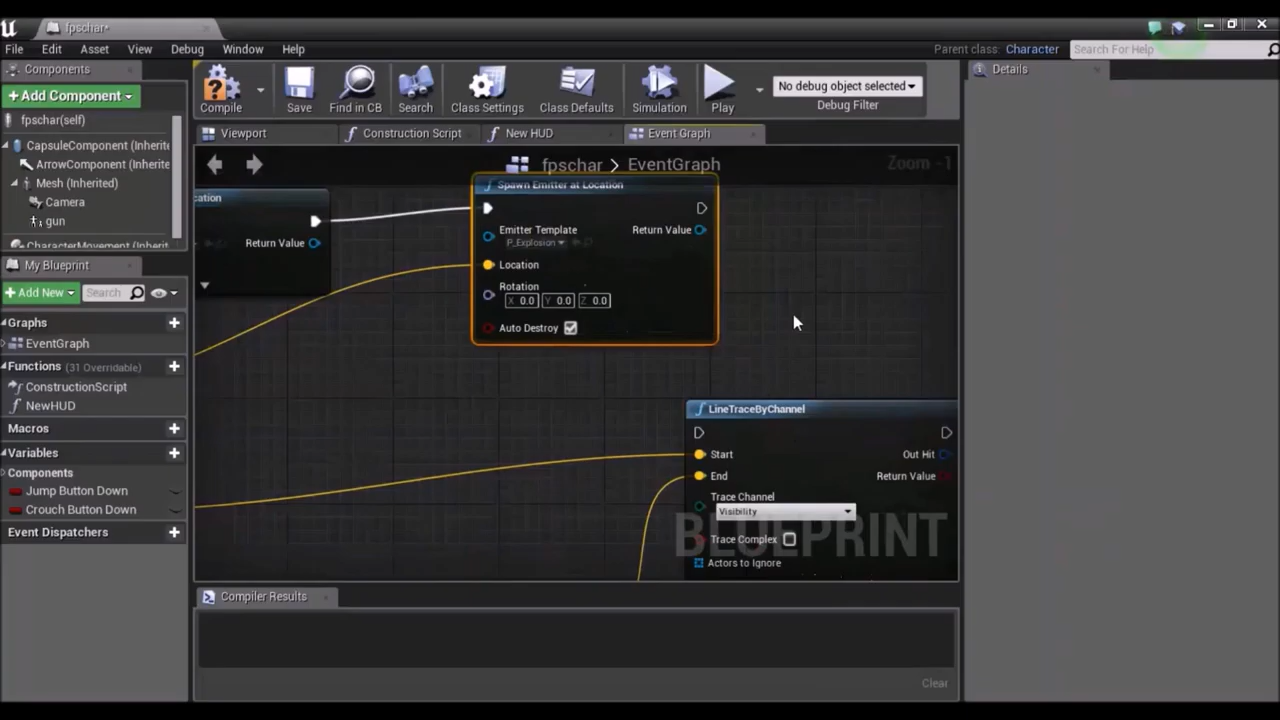 fpschar*
File Edit Asset View Debug Window Help
Parent class: Character
Search For Help
Components
+Add Component
fpschar(self)
CapsuleComponent (Inherite
ArrowComponent (Inherite
Mesh (Inherited)
Camera
gun
CharacterMovement (Inherit
My Blueprint
+Add New
Search
Graphs
EventGraph
Functions (31 Overridable)
ConstructionScript
NewHUD
Macros
Variables
Components
Jump Button Down
Crouch Button Down
Event Dispatchers
Compile
Save
Find in CB
Search
Class Settings
Class Defaults
Simulation
Play
No debug object selected
Debug Filter
Viewport
Construction Script
New HUD
Event Graph
fpschar > EventGraph
Zoom -1
cation
Return Value
Spawn Emitter at Location
Emitter Template
P_Explosion
Return Value
Location
Rotation
X 0.0 Y 0.0 Z 0.0
Auto Destroy
LineTraceByChannel
Start
Out Hit
End
Return Value
Trace Channel
Visibility
Trace Complex
Actors to Ignore
BLUEPRINT
Compiler Results
Clear
Details